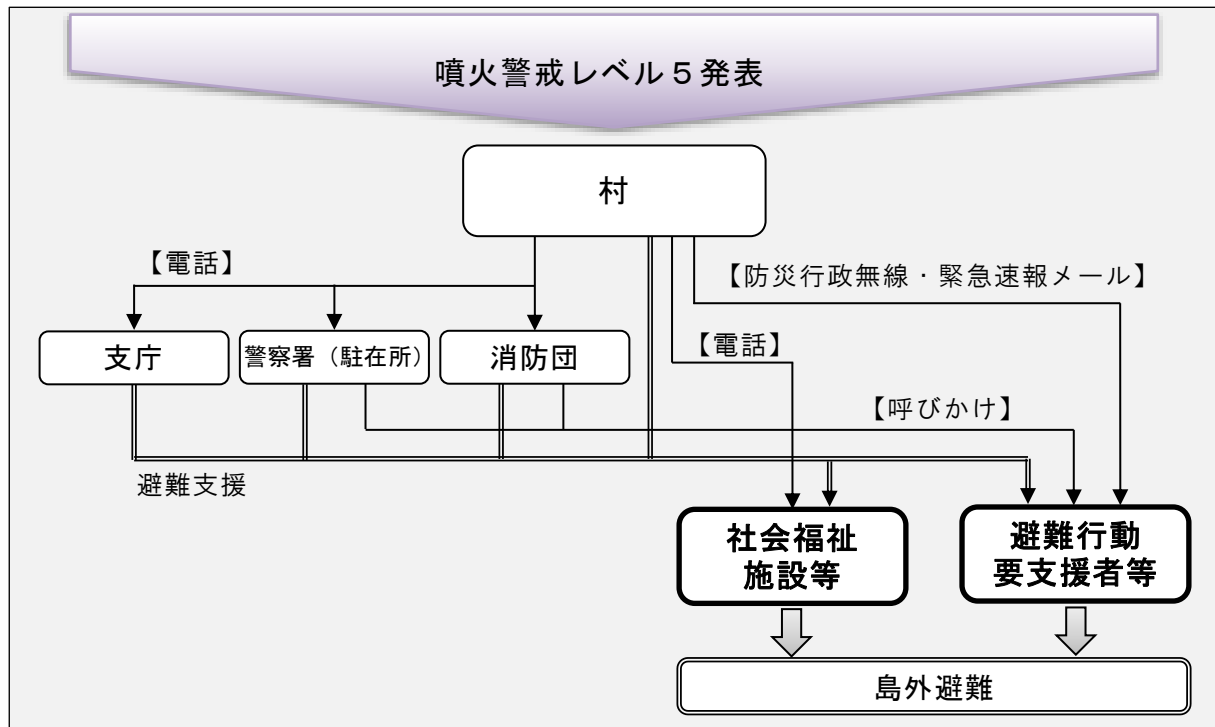 噴火警戒レベル５発表
村
【電話】
【防災行政無線・緊急速報メール】
支庁
警察署（駐在所）
消防団
【電話】
【呼びかけ】
避難支援
社会福祉
施設等
避難行動
要支援者等
島外避難